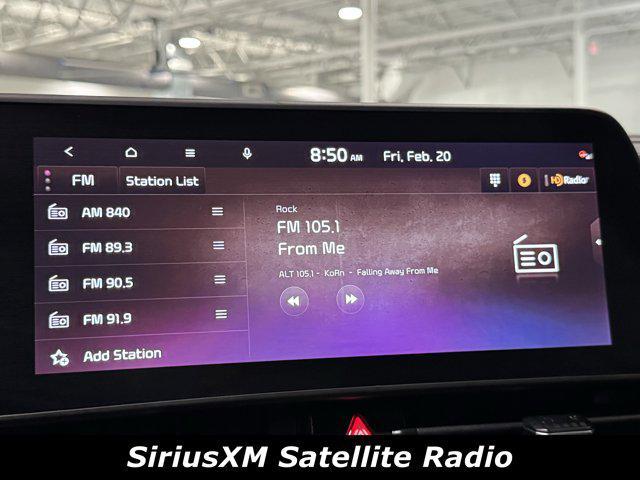 8:50 AM Fri, Feb. 20
FM Station List HD Radio
AM 840
FM 89.3
FM 90.5
FM 91.9
Add Station
Rock
FM 105.1
From Me
ALT 105.1 - KoRn - Falling Away From Me
SiriusXM Satellite Radio